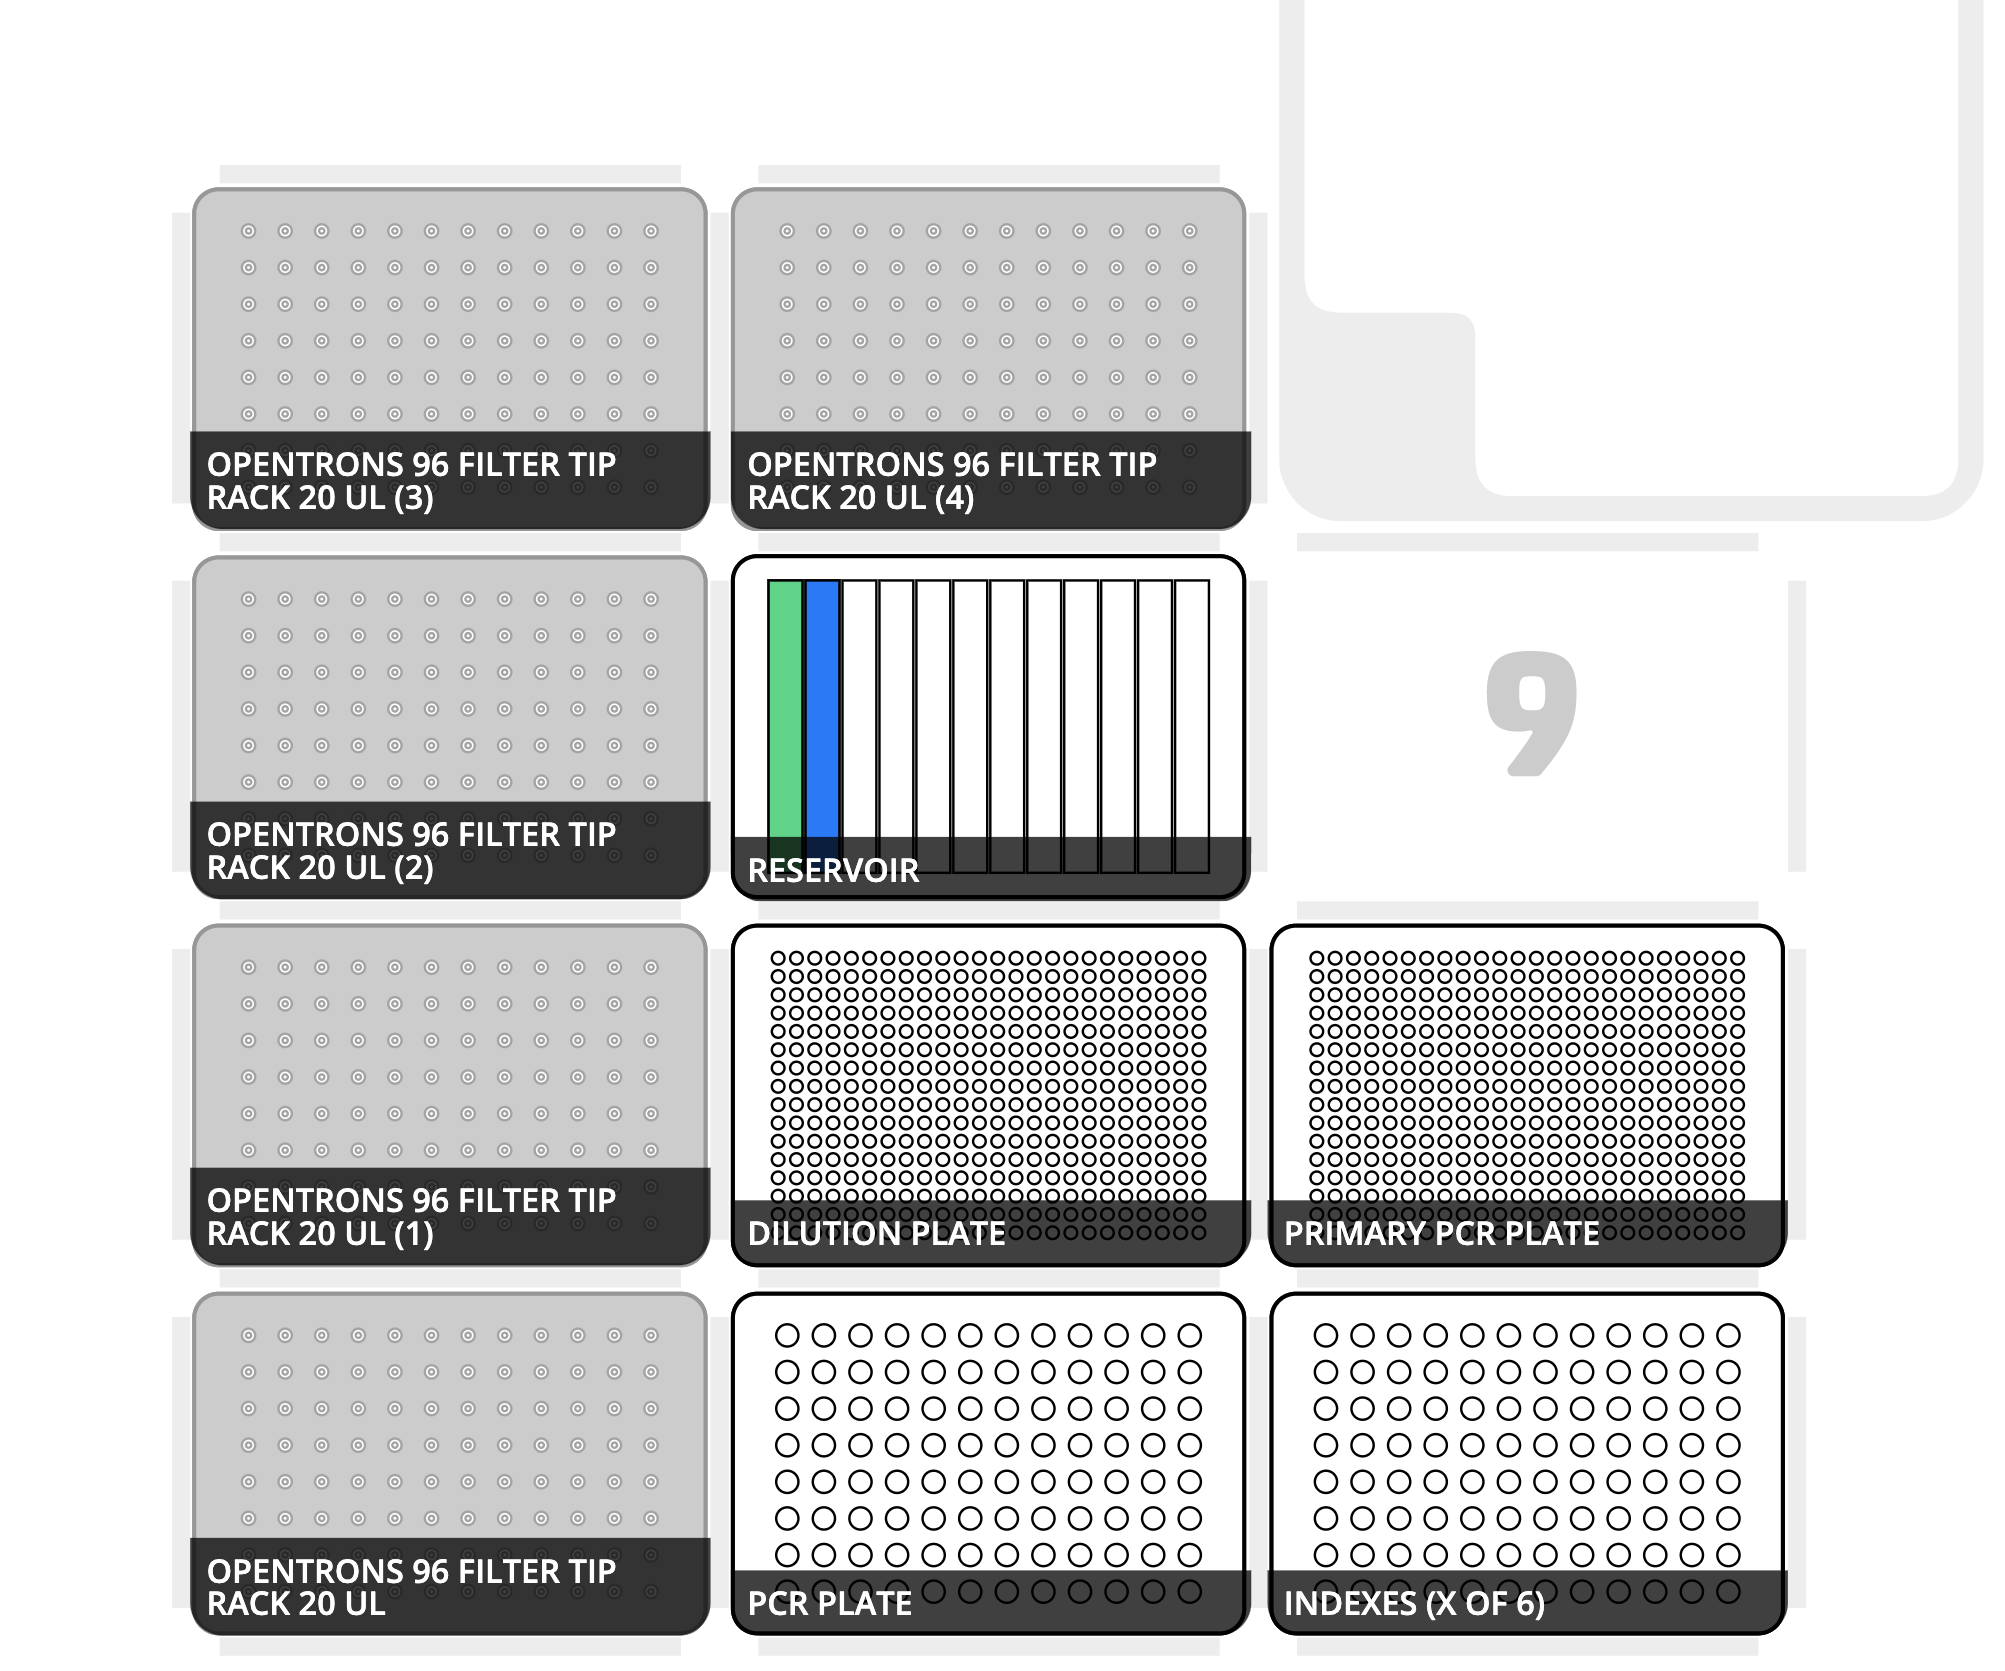 OPENTRONS 96 FILTER TIP
RACK 20 UL (3)
OPENTRONS 96 FILTER TIP
RACK 20 UL (4)
OPENTRONS 96 FILTER TIP
RACK 20 UL (2)
RESERVOIR
9
OPENTRONS 96 FILTER TIP
RACK 20 UL (1)
DILUTION PLATE
PRIMARY PCR PLATE
OPENTRONS 96 FILTER TIP
RACK 20 UL
PCR PLATE
INDEXES (X OF 6)